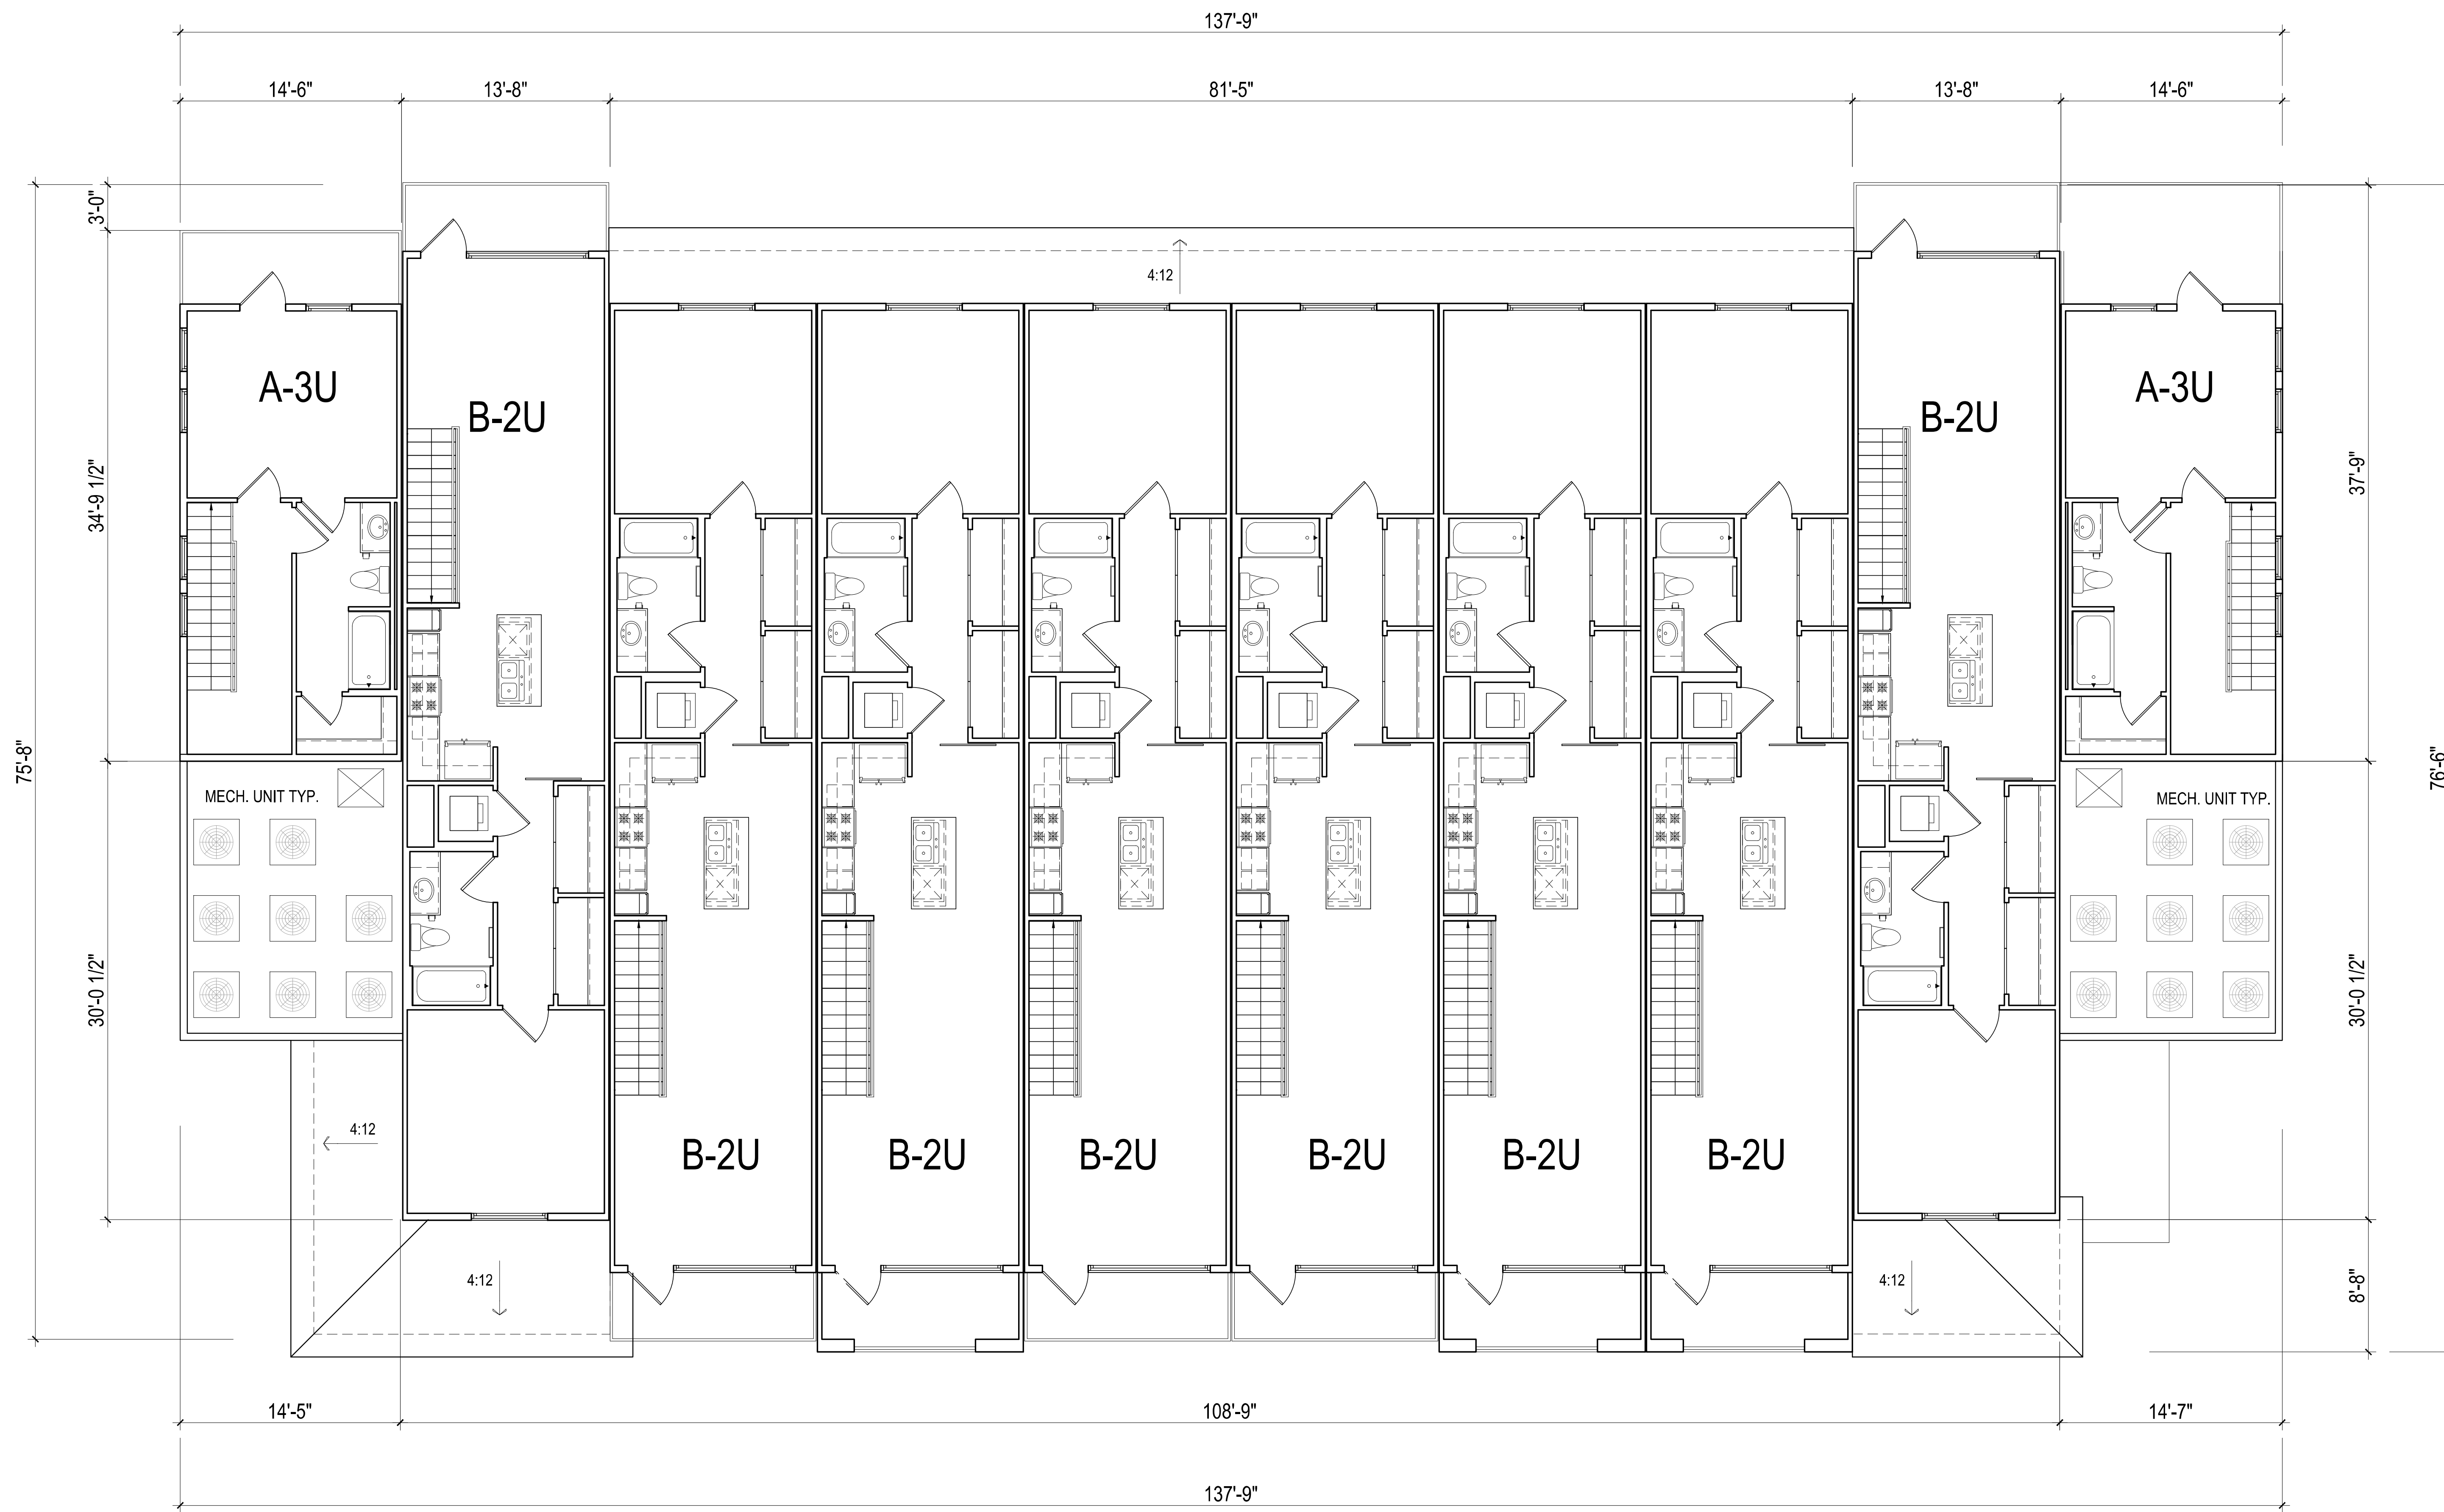 137'-9"
14'-6" 13'-8" 81'-5" 13'-8" 14'-6"
3'-0"
4:12
A-3U A-3U
B-2U B-2U
34'-9 1/2" 37'-9"
75'-8" 76'-6"
MECH. UNIT TYP. MECH. UNIT TYP.
30'-0 1/2" 30'-0 1/2"
4:12
B-2U B-2U B-2U B-2U B-2U B-2U
4:12 4:12
8'-8"
14'-5" 108'-9" 14'-7"
137'-9"